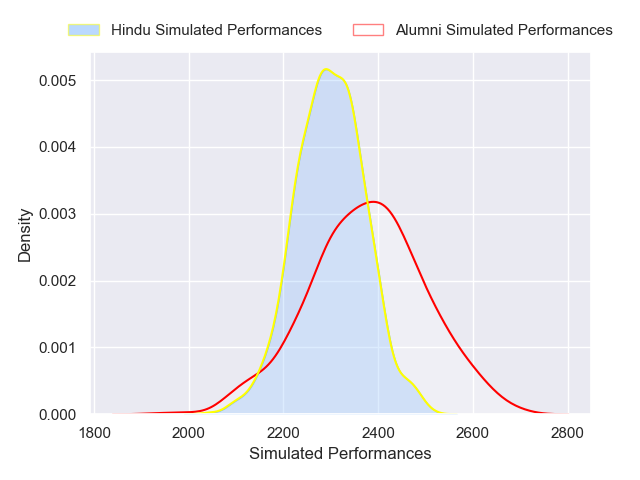 Hindu Simulated Performances Alumni Simulated Performances
0.005
0.004
0.003
0.002
0.001
0.000
Density
1800 2000 2200 2400 2600 2800
Simulated Performances